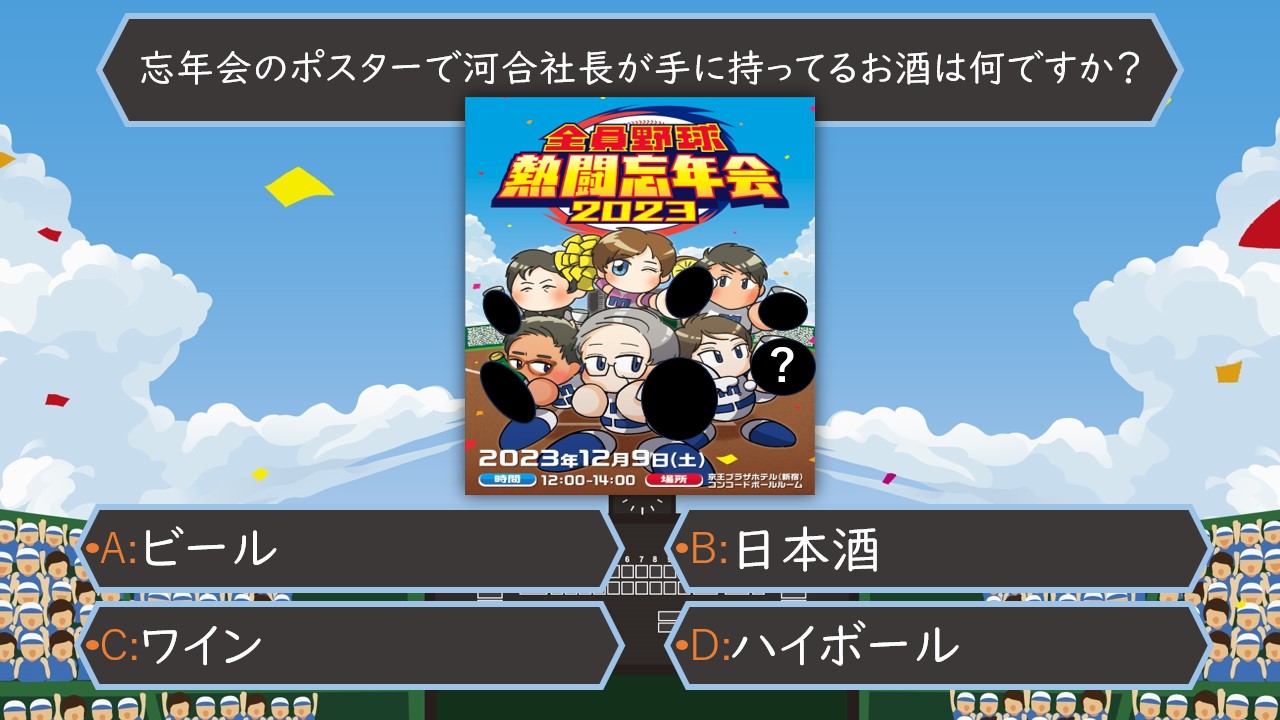 忘年会のポスターで河合社長が手に持ってるお酒は何ですか?
全員野球
熱闘忘年会
2023
?
2023年12月9日(土)
時間 12:00-14:00 場所 京王プラザホテル(新宿)
コンコードボールルーム
6 7 8
•A:ビール
•B:日本酒
•C:ワイン
•D:ハイボール